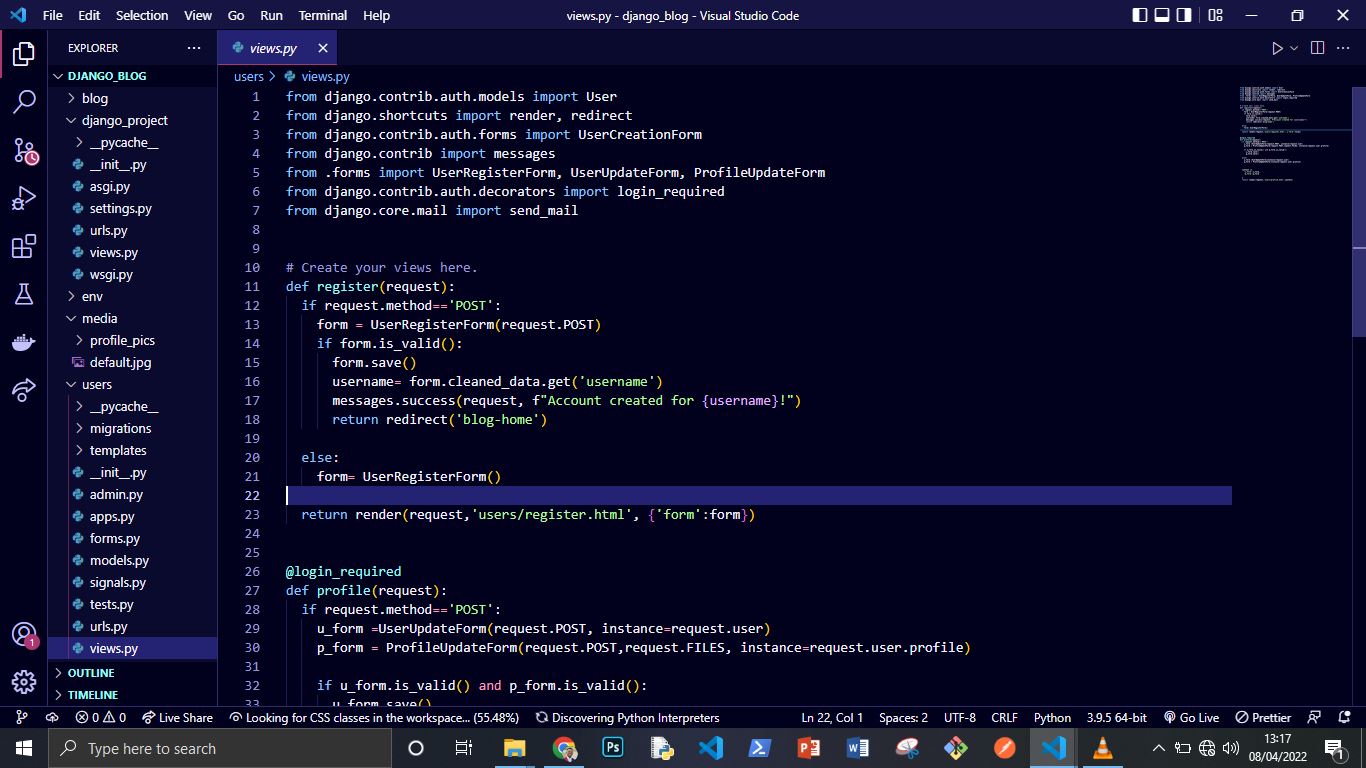 File Edit Selection View Go Run Terminal Help
views.py - django_blog - Visual Studio Code
EXPLORER
DJANGO_BLOG
blog
django_project
__pycache__
__init__.py
asgi.py
settings.py
urls.py
views.py
wsgi.py
env
media
profile_pics
default.jpg
users
__pycache__
migrations
templates
__init__.py
admin.py
apps.py
forms.py
models.py
signals.py
tests.py
urls.py
views.py
OUTLINE
TIMELINE
1
views.py
users > views.py
1 from django.contrib.auth.models import User
2 from django.shortcuts import render, redirect
3 from django.contrib.auth.forms import UserCreationForm
4 from django.contrib import messages
5 from .forms import UserRegisterForm, UserUpdateForm, ProfileUpdateForm
6 from django.contrib.auth.decorators import login_required
7 from django.core.mail import send_mail
8
9
10 # Create your views here.
11 def register(request):
12 if request.method=='POST':
13 form = UserRegisterForm(request.POST)
14 if form.is_valid():
15 form.save()
16 username= form.cleaned_data.get('username')
17 messages.success(request, f"Account created for {username}!")
18 return redirect('blog-home')
19
20 else:
21 form= UserRegisterForm()
22
23 return render(request,'users/register.html', {'form':form})
24
25
26 @login_required
27 def profile(request):
28 if request.method=='POST':
29 u_form =UserUpdateForm(request.POST, instance=request.user)
30 p_form = ProfileUpdateForm(request.POST,request.FILES, instance=request.user.profile)
31
32 if u_form.is_valid() and p_form.is_valid():
33 u_form.save()
0 0 Live Share Looking for CSS classes in the workspace... (55.48%) Discovering Python Interpreters Ln 22, Col 1 Spaces: 2 UTF-8 CRLF Python 3.9.5 64-bit Go Live Prettier
Type here to search
Ps
13:17
08/04/2022
1